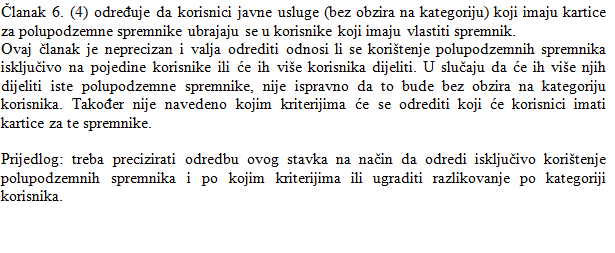 Članak 6. (4) određuje da korisnici javne usluge (bez obzira na kategoriju) koji imaju kartice
za polupodzemne spremnike ubrajaju se u korisnike koji imaju vlastiti spremnik.
Ovaj članak je neprecizan i valja odrediti odnosi li se korištenje polupodzemnih spremnika
isključivo na pojedine korisnike ili će ih više korisnika dijeliti. U slučaju da će ih više njih
dijeliti iste polupodzemne spremnike, nije ispravno da to bude bez obzira na kategoriju
korisnika. Također nije navedeno kojim kriterijima će se odrediti koji će korisnici imati
kartice za te spremnike.
Prijedlog: treba precizirati odredbu ovog stavka na način da odredi isključivo korištenje
polupodzemnih spremnika i po kojim kriterijima ili ugraditi razlikovanje po kategoriji
korisnika.